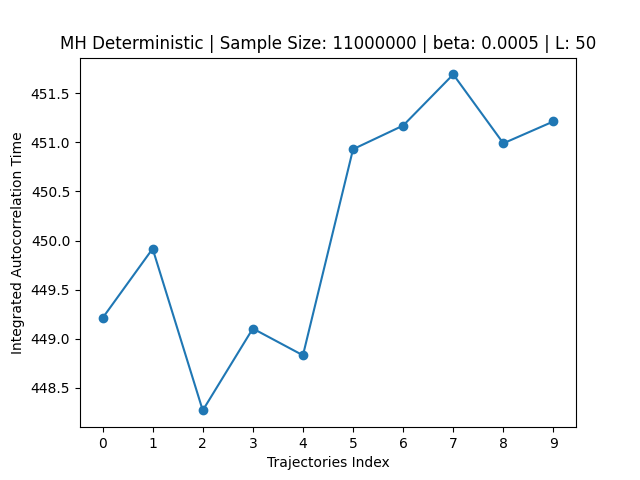 MH Deterministic | Sample Size: 11000000 | beta: 0.0005 | L: 50
Integrated Autocorrelation Time
451.5
451.0
450.5
450.0
449.5
449.0
448.5
0 1 2 3 4 5 6 7 8 9
Trajectories Index